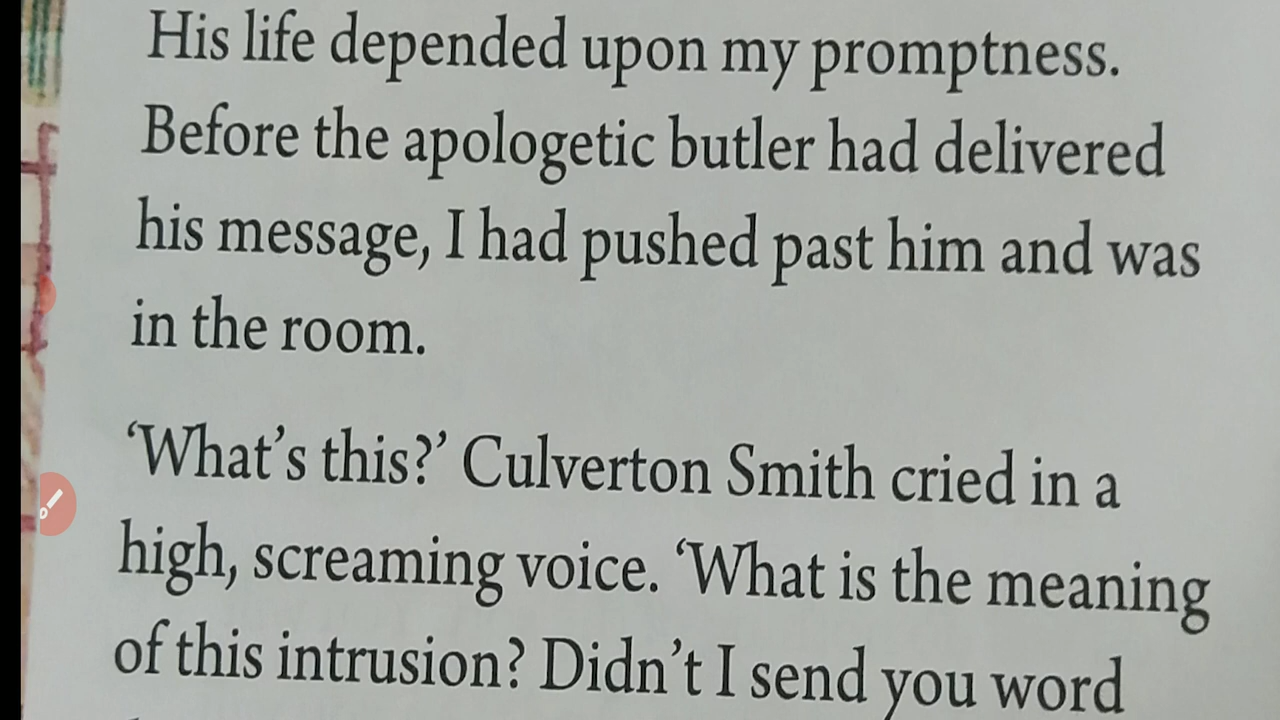 His life depended upon my promptness.
Before the apologetic butler had delivered
his message, I had pushed past him and was
in the room.
‘What’s this?’ Culverton Smith cried in a
high, screaming voice. ‘What is the meaning
of this intrusion? Didn’t I send you word